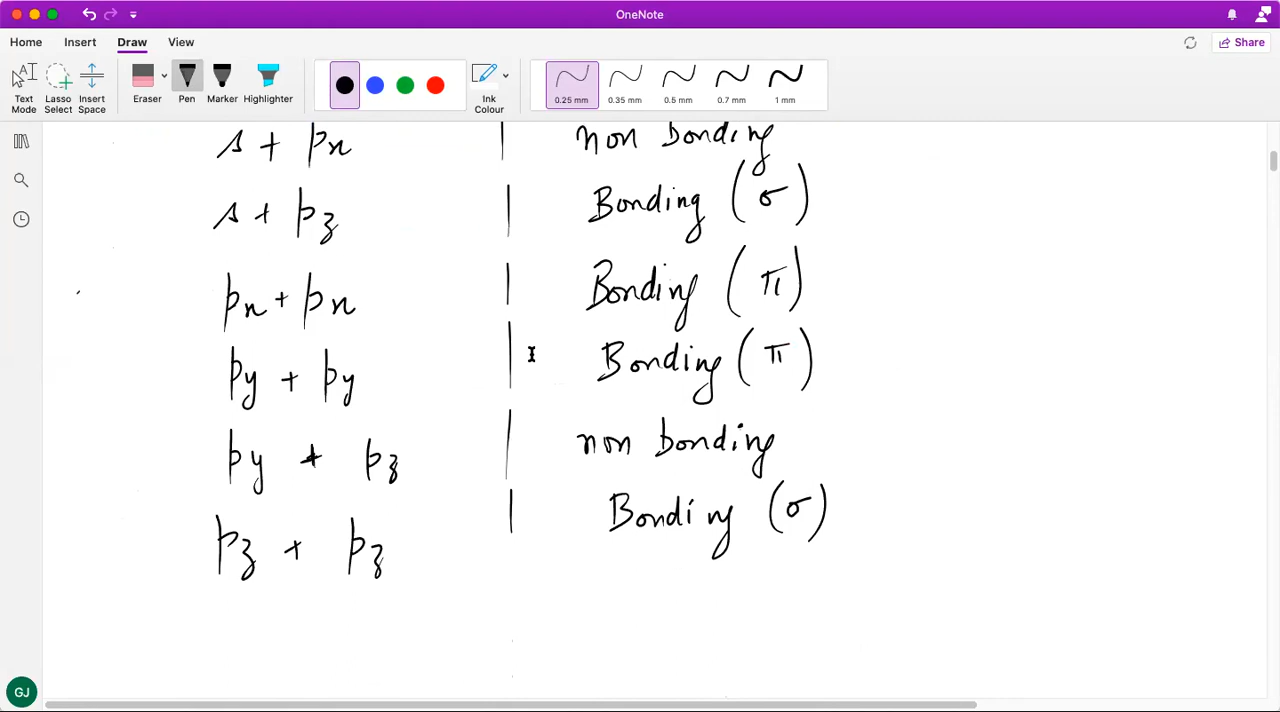 OneNote
Home Insert Draw View Share
Text Mode Lasso Select Insert Space Eraser Pen Marker Highlighter Ink Colour 0.25 mm 0.35 mm 0.5 mm 0.7 mm 1 mm
s + px | non bonding
s + pz | Bonding (σ)
px + px | Bonding (π)
py + py | Bonding (π)
py + pz | non bonding
pz + pz | Bonding (σ)
GJ